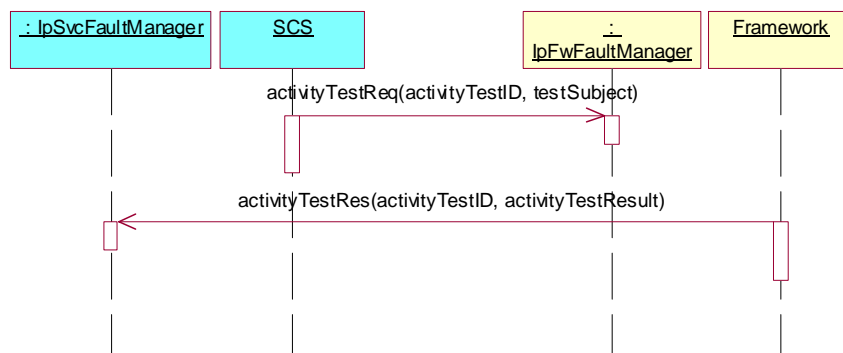 : IpSvcFaultManager
SCS
:
IpFwFaultManager
Framework
activityTestReq(activityTestID, testSubject)
activityTestRes(activityTestID, activityTestResult)